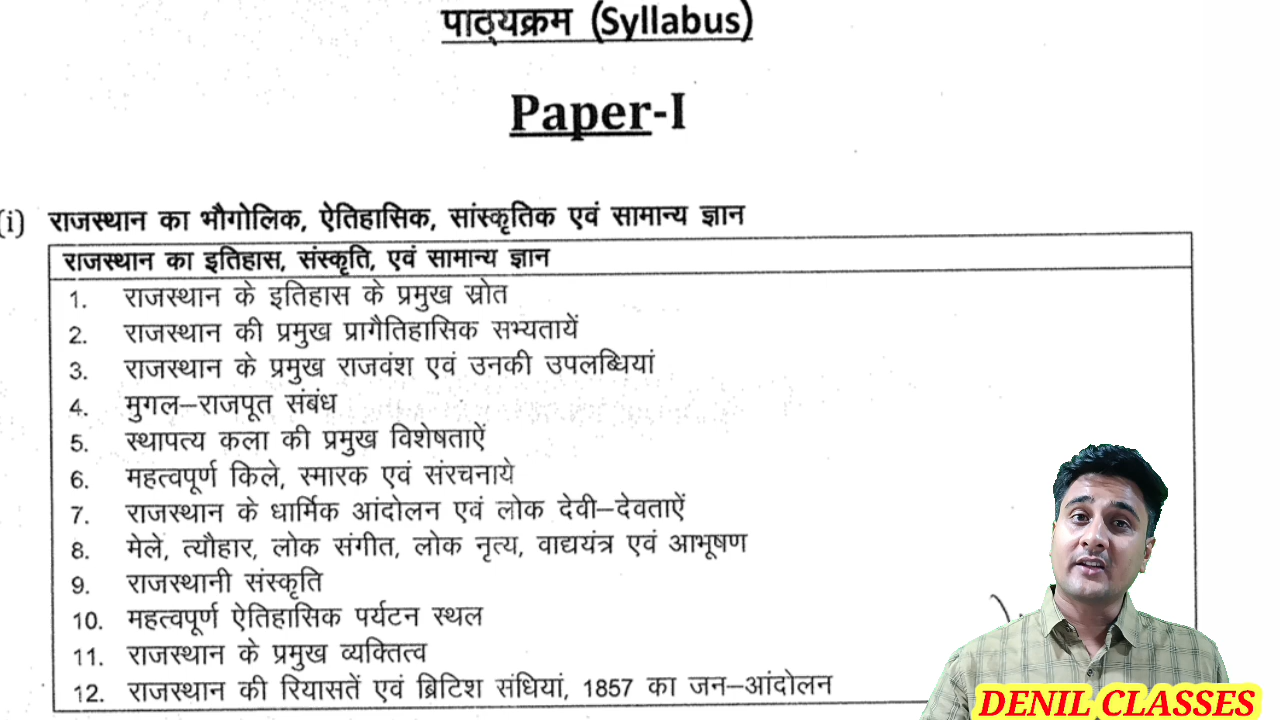 पाठ्यक्रम (Syllabus)
Paper-I
(i) राजस्थान का भौगोलिक, ऐतिहासिक, सांस्कृतिक एवं सामान्य ज्ञान
राजस्थान का इतिहास, संस्कृति, एवं सामान्य ज्ञान
1. राजस्थान के इतिहास के प्रमुख स्रोत
2. राजस्थान की प्रमुख प्रागैतिहासिक सभ्यतायें
3. राजस्थान के प्रमुख राजवंश एवं उनकी उपलब्धियां
4. मुगल–राजपूत संबंध
5. स्थापत्य कला की प्रमुख विशेषताऐं
6. महत्वपूर्ण किले, स्मारक एवं संरचनाये
7. राजस्थान के धार्मिक आंदोलन एवं लोक देवी–देवताऐं
8. मेले, त्यौहार, लोक संगीत, लोक नृत्य, वाद्ययंत्र एवं आभूषण
9. राजस्थानी संस्कृति
10. महत्वपूर्ण ऐतिहासिक पर्यटन स्थल
11. राजस्थान के प्रमुख व्यक्तित्व
12. राजस्थान की रियासतें एवं ब्रिटिश संधियां, 1857 का जन–आंदोलन
DENIL CLASSES